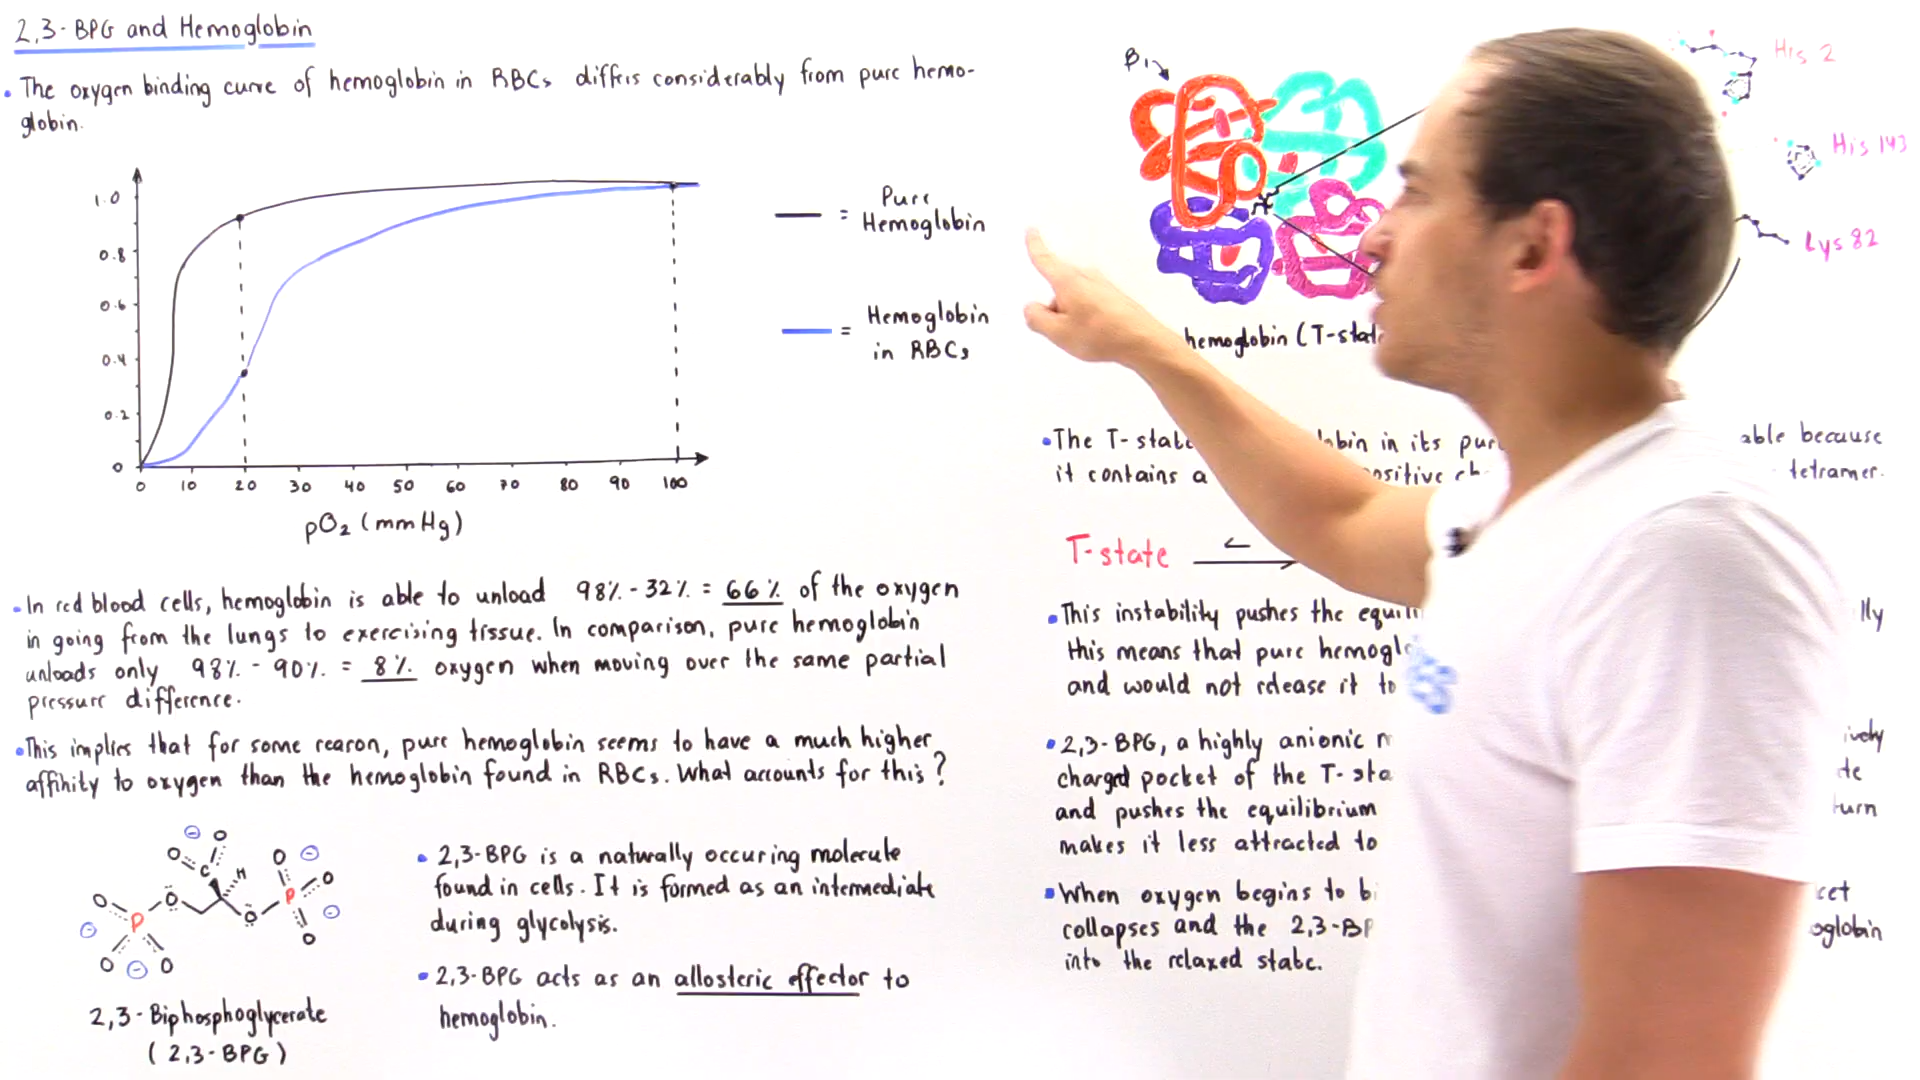 2,3-BPG and Hemoglobin
• The oxygen binding curve of hemoglobin in RBCs differs considerably from pure hemo-
globin.
1.0
0.8
0.6
0.4
0.2
0
0 10 20 30 40 50 60 70 80 90 100
pO2 (mmHg)
= Pure
Hemoglobin
= Hemoglobin
in RBCs
• In red blood cells, hemoglobin is able to unload 98% - 32% = 66% of the oxygen
in going from the lungs to exercising tissue. In comparison, pure hemoglobin
unloads only 98% - 90% = 8% oxygen when moving over the same partial
pressure difference.
• This implies that for some reason, pure hemoglobin seems to have a much higher
affinity to oxygen than the hemoglobin found in RBCs. What accounts for this?
O O C H O P O O O O O P O O O
2,3-Biphosphoglycerate
(2,3-BPG)
• 2,3-BPG is a naturally occuring molecule
found in cells. It is formed as an intermediate
during glycolysis.
• 2,3-BPG acts as an allosteric effector to
hemoglobin.
β1
His 2
His 143
Lys 82
hemoglobin (T-state
• The T-state in its pure able because
it contains a positive tetramer.
T-state
• This instability pushes the
this means that pure
and would not release it to
• 2,3-BPG, a highly anionic
charged pocket of the T-sta
and pushes the equilibrium turn
makes it less attracted to
• When oxygen begins to
collapses and the 2,3-BP
into the relaxed state.